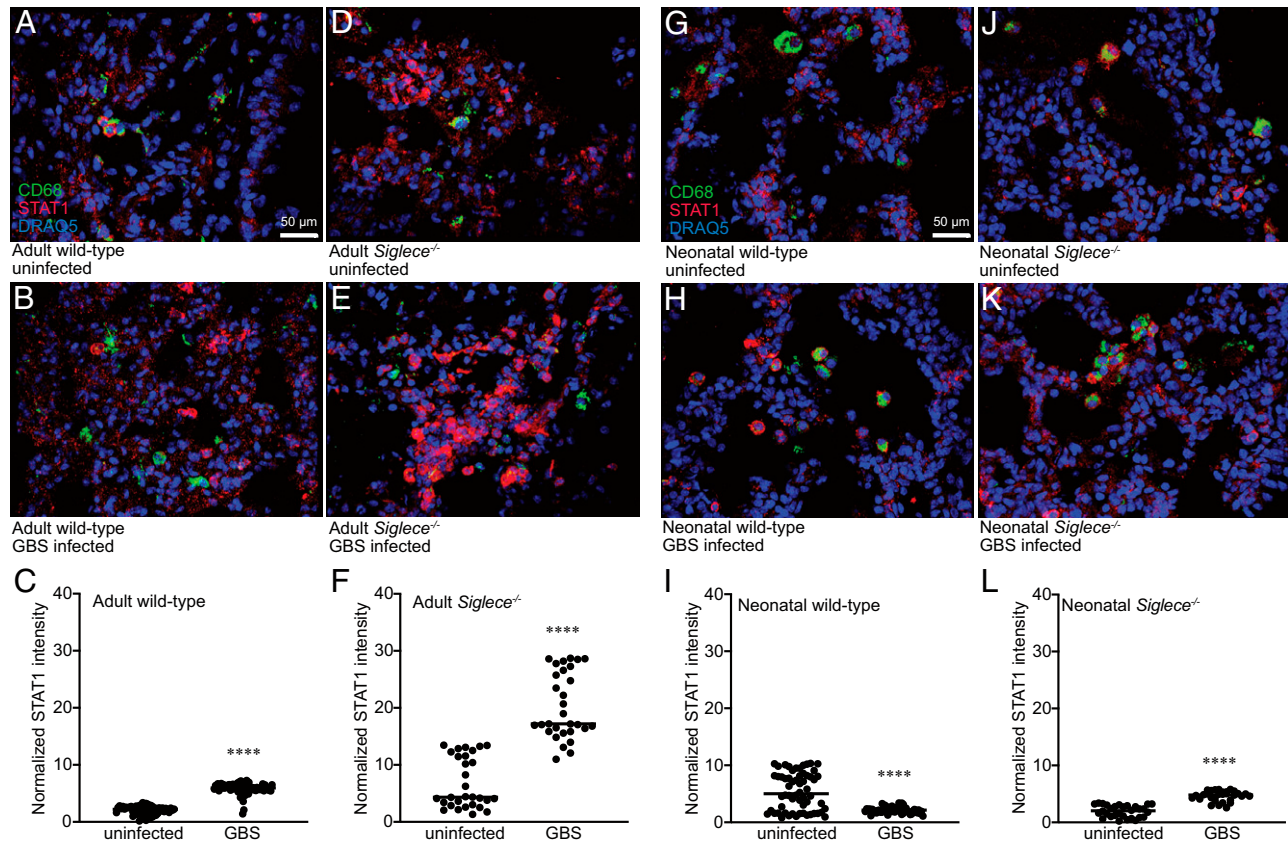 A
CD68
STAT1
DRAQ5
50 µm
Adult wild-type
uninfected
D
Adult Siglece-/-
uninfected
G
CD68
STAT1
DRAQ5
50 µm
Neonatal wild-type
uninfected
J
Neonatal Siglece-/-
uninfected
B
Adult wild-type
GBS infected
E
Adult Siglece-/-
GBS infected
H
Neonatal wild-type
GBS infected
K
Neonatal Siglece-/-
GBS infected
C
Adult wild-type
Normalized STAT1 intensity
40
30
20
10
0
****
uninfected GBS
F
Adult Siglece-/-
Normalized STAT1 intensity
40
30
20
10
0
****
uninfected GBS
I
Neonatal wild-type
Normalized STAT1 intensity
40
30
20
10
0
****
uninfected GBS
L
Neonatal Siglece-/-
Normalized STAT1 intensity
40
30
20
10
0
****
uninfected GBS